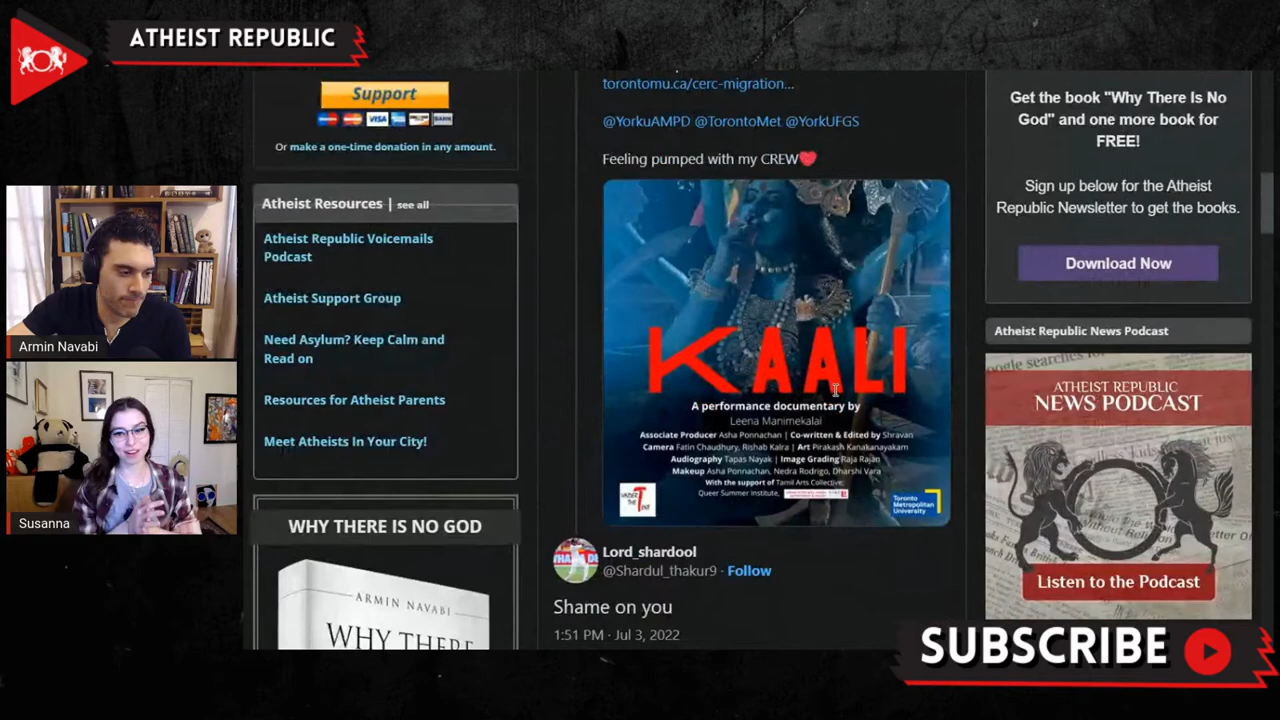 ATHEIST REPUBLIC
Armin Navabi
Susanna
Support
VISA
BANK
Or make a one-time donation in any amount.
Atheist Resources | see all
Atheist Republic Voicemails
Podcast
Atheist Support Group
Need Asylum? Keep Calm and
Read on
Resources for Atheist Parents
Meet Atheists In Your City!
WHY THERE IS NO GOD
ARMIN NAVABI
WHY THERE
torontomu.ca/cerc-migration...
@YorkuAMPD @TorontoMet @YorkUFGS
Feeling pumped with my CREW
KAALI
A performance documentary by
Leena Manimekalai
Associate Producer Asha Ponnachan | Co-written & Edited by Shravan
Camera Fatin Chaudhury, Rishab Kalra | Art Pirakash Kanakanayakam
Audiography Tapas Nayak | Image Grading Raja Rajan
Makeup Asha Ponnachan, Nedra Rodrigo, Dharshi Vara
With the support of Tamil Arts Collective,
Queer Summer Institute,
UNDER
THE Tent
Toronto
Metropolitan
University
Lord_shardool
@Shardul_thakur9 · Follow
Shame on you
1:51 PM · Jul 3, 2022
Get the book "Why There Is No
God" and one more book for
FREE!
Sign up below for the Atheist
Republic Newsletter to get the books.
Download Now
Atheist Republic News Podcast
ATHEIST REPUBLIC
NEWS PODCAST
Listen to the Podcast
SUBSCRIBE